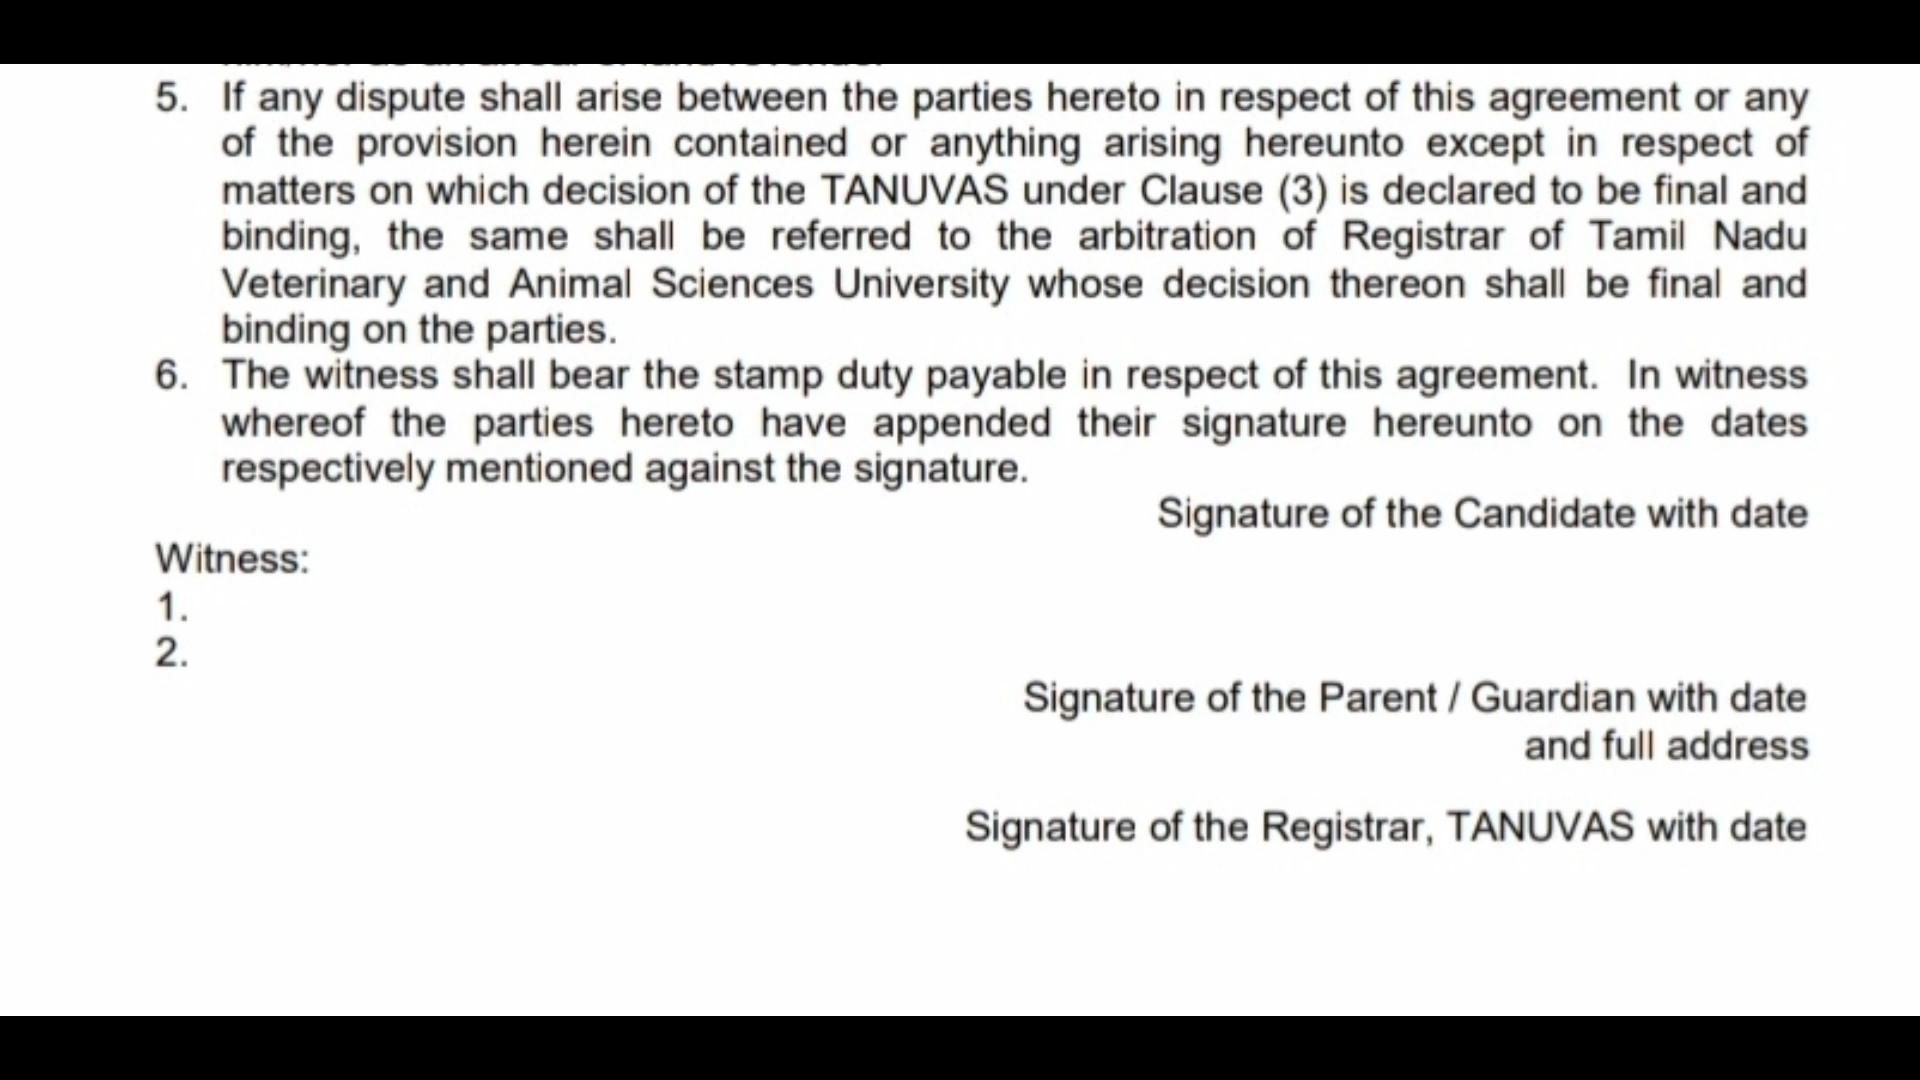 5. If any dispute shall arise between the parties hereto in respect of this agreement or any
of the provision herein contained or anything arising hereunto except in respect of
matters on which decision of the TANUVAS under Clause (3) is declared to be final and
binding, the same shall be referred to the arbitration of Registrar of Tamil Nadu
Veterinary and Animal Sciences University whose decision thereon shall be final and
binding on the parties.
6. The witness shall bear the stamp duty payable in respect of this agreement. In witness
whereof the parties hereto have appended their signature hereunto on the dates
respectively mentioned against the signature.
Signature of the Candidate with date
Witness:
1.
2.
Signature of the Parent / Guardian with date
and full address
Signature of the Registrar, TANUVAS with date